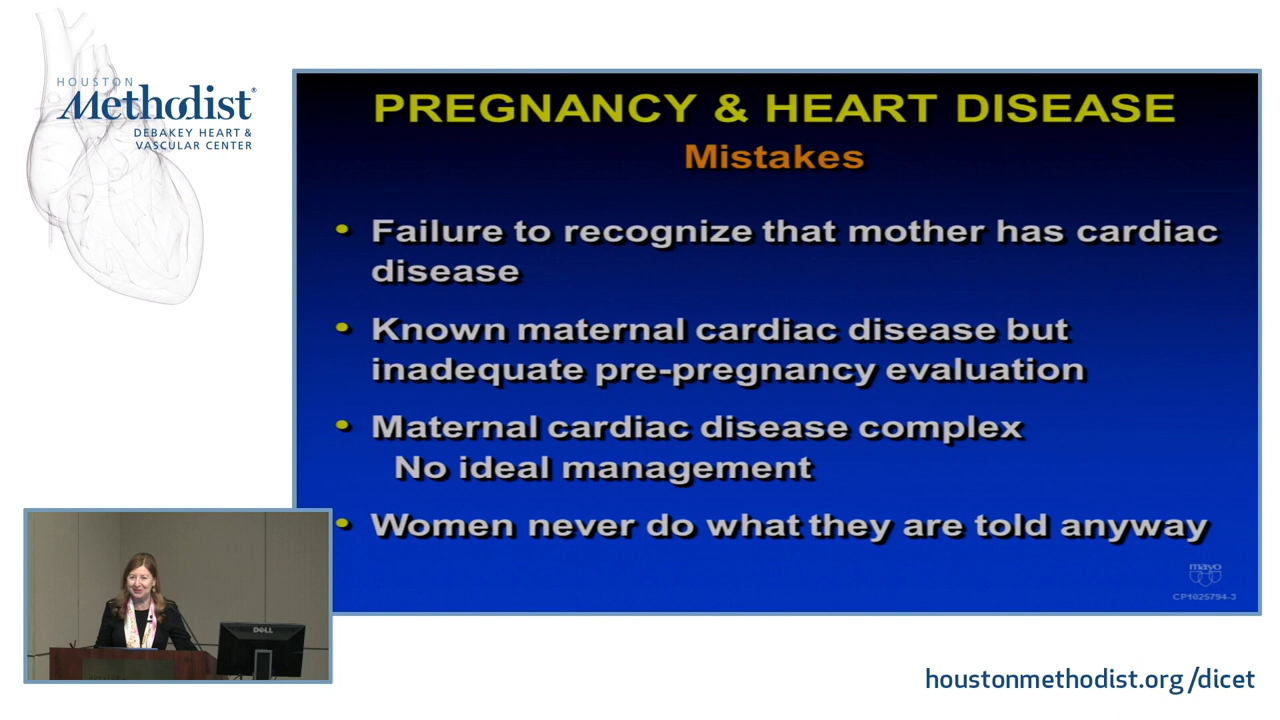 HOUSTON
Methodist®
DEBAKEY HEART &
VASCULAR CENTER
PREGNANCY & HEART DISEASE
Mistakes
• Failure to recognize that mother has cardiac
disease
• Known maternal cardiac disease but
inadequate pre-pregnancy evaluation
• Maternal cardiac disease complex
No ideal management
• Women never do what they are told anyway
mayo
CP1025794-3
DELL
houstonmethodist.org/dicet